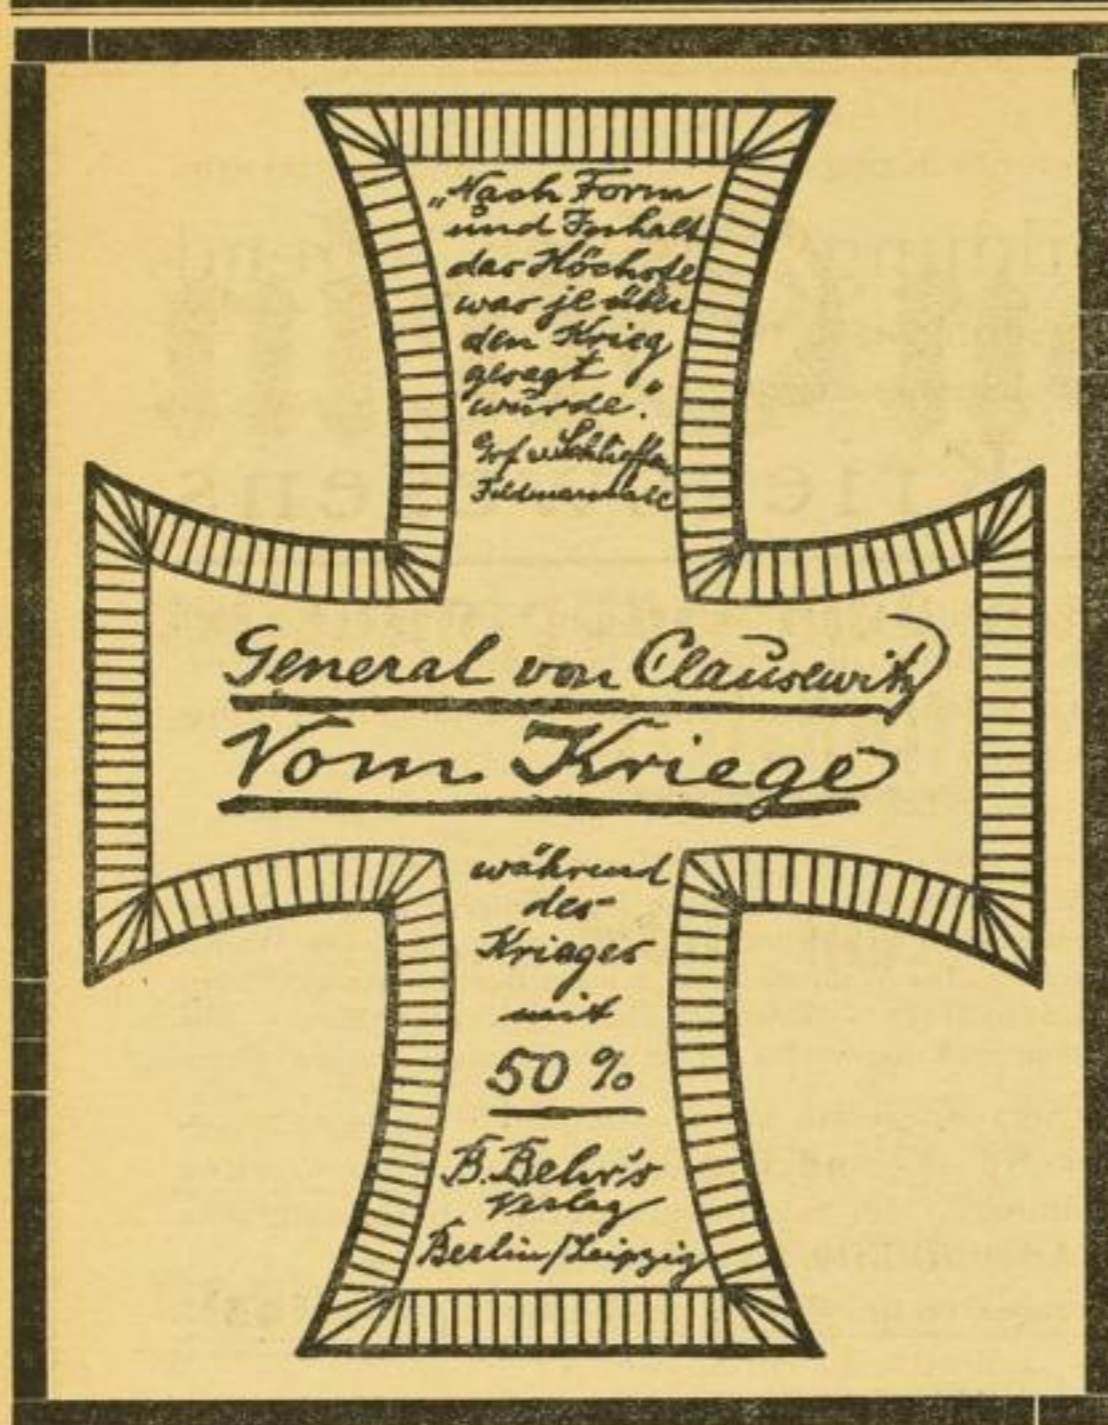 „Nach Form
und Inhalt
das Höchste
was je über
den Krieg
gesagt
wurde.“
Grf v. Schlieffen
Feldmarschall
General von Clausewitz
Vom Kriege
während
des
Krieges
mit
50 %
B. Behr's
Verlag
Berlin/Leipzig